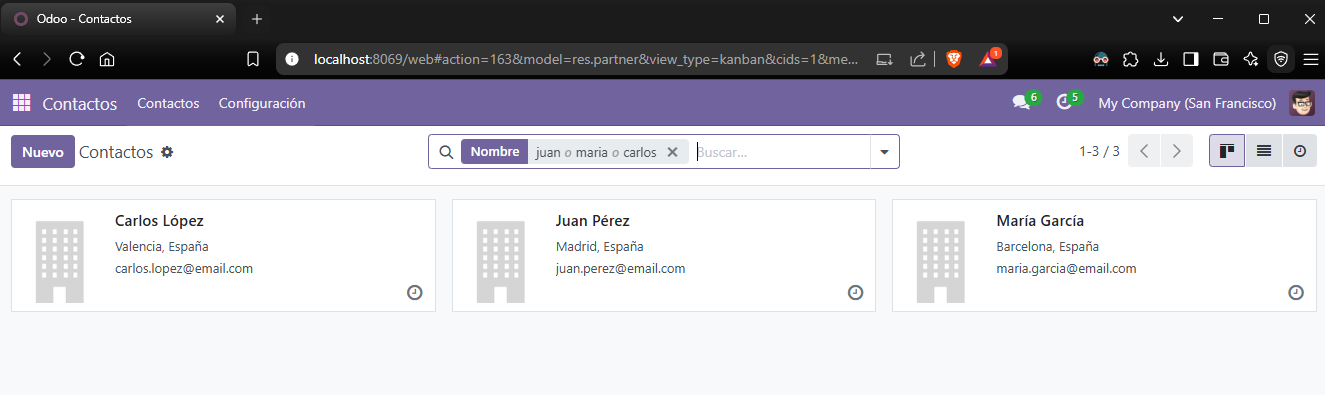 Odoo - Contactos
localhost:8069/web#action=163&model=res.partner&view_type=kanban&cids=1&me...
1
Contactos Contactos Configuración 6 5 My Company (San Francisco)
Nuevo Contactos Nombre juan o maria o carlos Buscar... 1-3 / 3
Carlos López
Valencia, España
carlos.lopez@email.com
Juan Pérez
Madrid, España
juan.perez@email.com
María García
Barcelona, España
maria.garcia@email.com